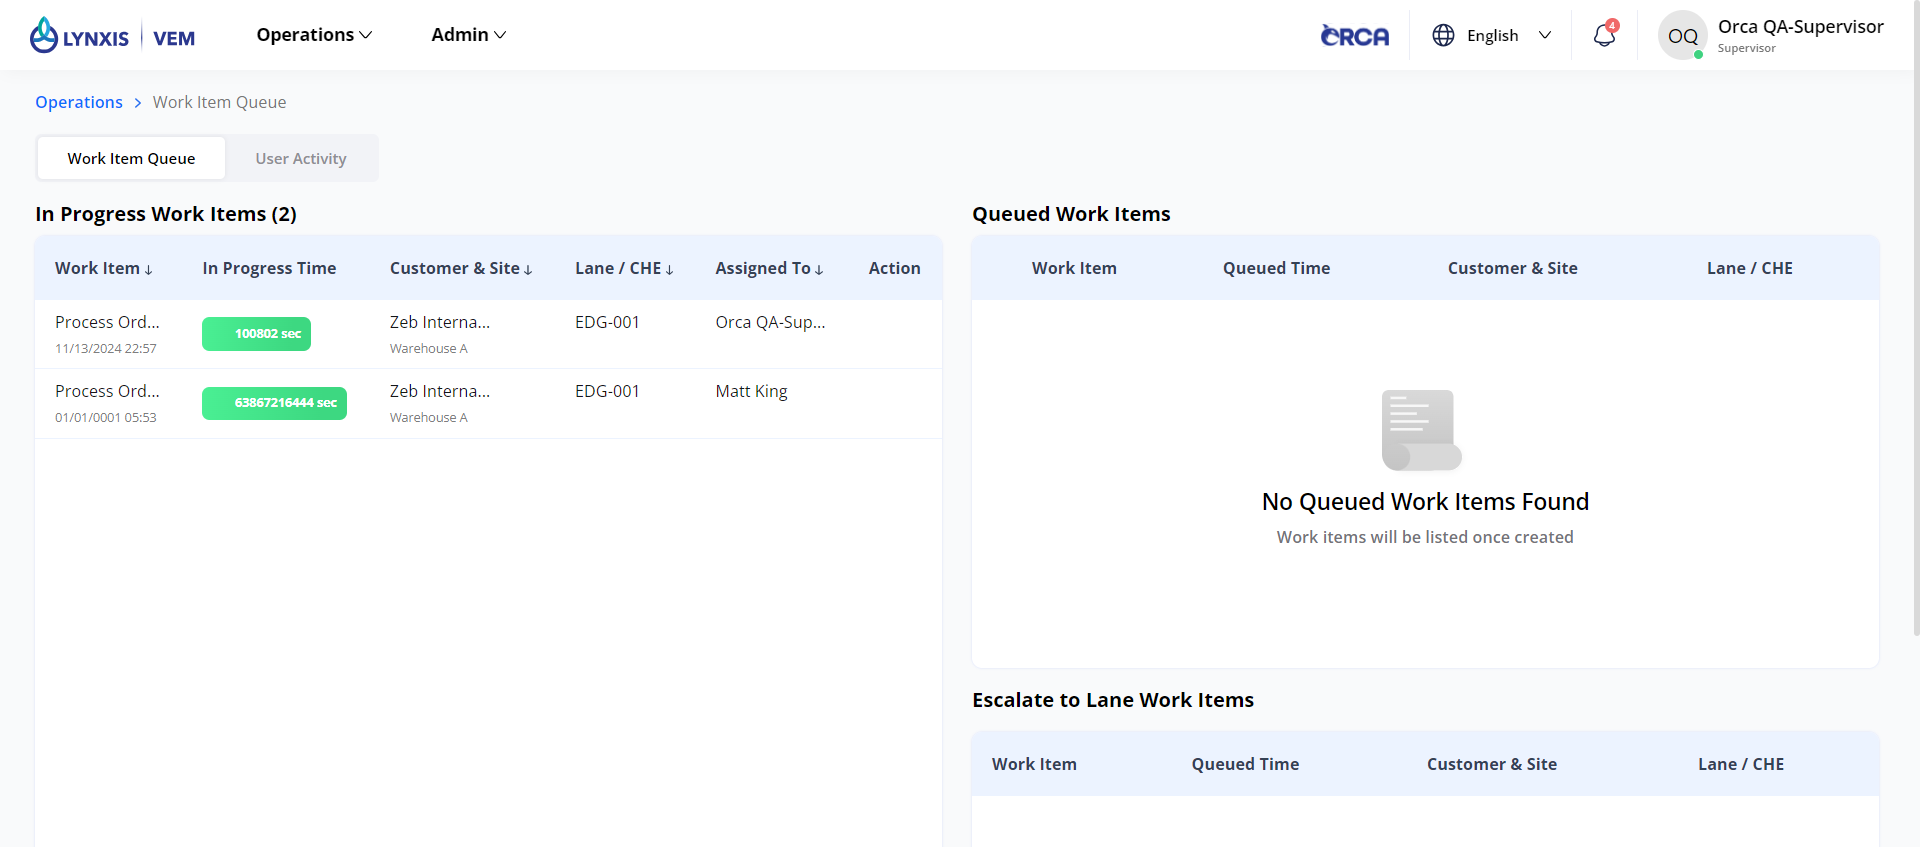 LYNXIS VEM
Operations
Admin
ORCA
English
4
OQ
Orca QA-Supervisor
Supervisor
Operations > Work Item Queue
Work Item Queue
User Activity
In Progress Work Items (2)
Work Item↓ In Progress Time Customer & Site↓ Lane / CHE↓ Assigned To↓ Action
Process Ord... 100802 sec Zeb Interna... EDG-001 Orca QA-Sup...
11/13/2024 22:57 Warehouse A
Process Ord... 63867216444 sec Zeb Interna... EDG-001 Matt King
01/01/0001 05:53 Warehouse A
Queued Work Items
Work Item Queued Time Customer & Site Lane / CHE
No Queued Work Items Found
Work items will be listed once created
Escalate to Lane Work Items
Work Item Queued Time Customer & Site Lane / CHE